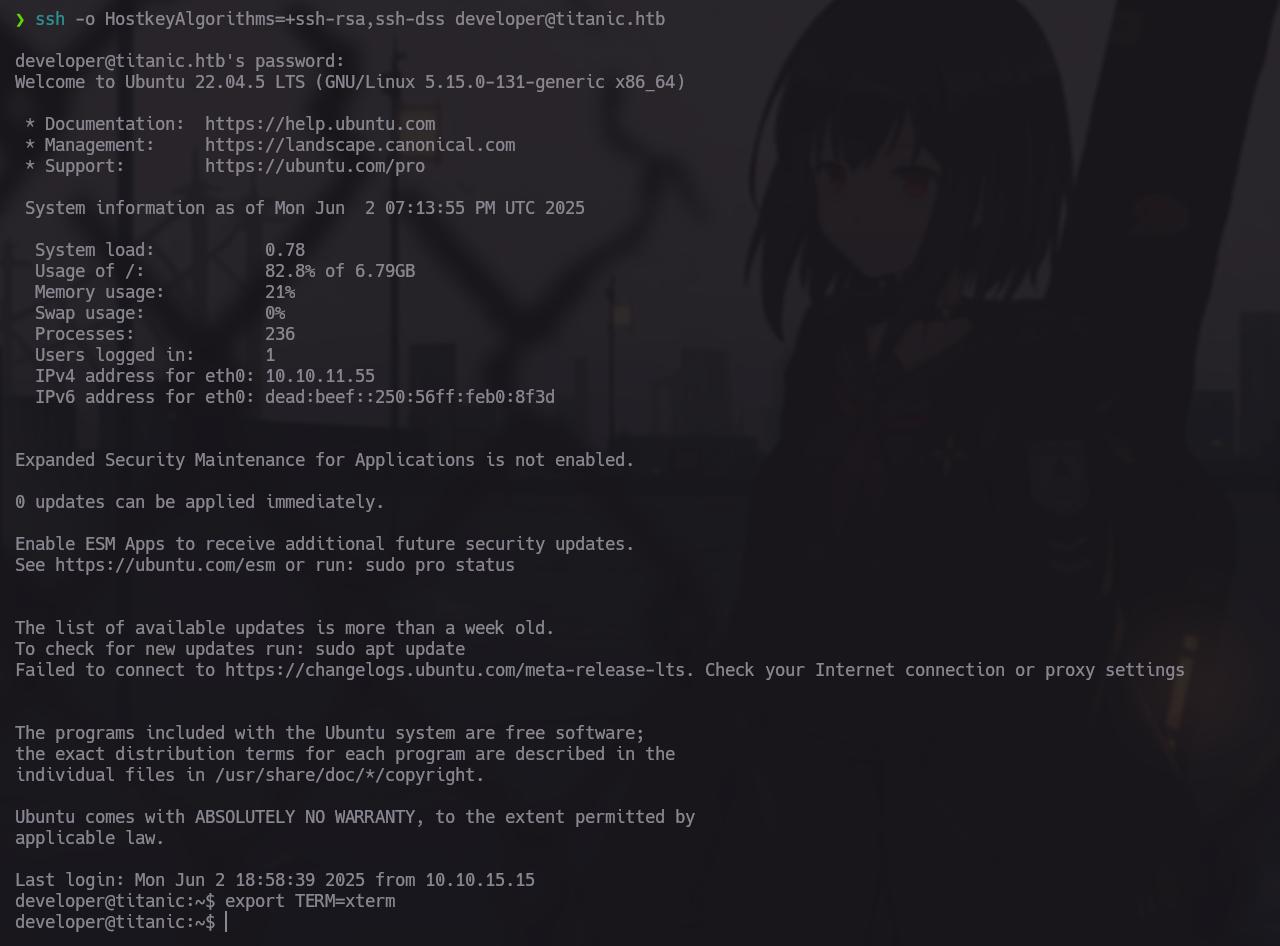 ❯ ssh -o HostkeyAlgorithms=+ssh-rsa,ssh-dss developer@titanic.htb
developer@titanic.htb's password:
Welcome to Ubuntu 22.04.5 LTS (GNU/Linux 5.15.0-131-generic x86_64)
* Documentation:  https://help.ubuntu.com
* Management:     https://landscape.canonical.com
* Support:        https://ubuntu.com/pro
System information as of Mon Jun  2 07:13:55 PM UTC 2025
System load:           0.78
Usage of /:            82.8% of 6.79GB
Memory usage:          21%
Swap usage:            0%
Processes:             236
Users logged in:       1
IPv4 address for eth0: 10.10.11.55
IPv6 address for eth0: dead:beef::250:56ff:feb0:8f3d
Expanded Security Maintenance for Applications is not enabled.
0 updates can be applied immediately.
Enable ESM Apps to receive additional future security updates.
See https://ubuntu.com/esm or run: sudo pro status
The list of available updates is more than a week old.
To check for new updates run: sudo apt update
Failed to connect to https://changelogs.ubuntu.com/meta-release-lts. Check your Internet connection or proxy settings
The programs included with the Ubuntu system are free software;
the exact distribution terms for each program are described in the
individual files in /usr/share/doc/*/copyright.
Ubuntu comes with ABSOLUTELY NO WARRANTY, to the extent permitted by
applicable law.
Last login: Mon Jun 2 18:58:39 2025 from 10.10.15.15
developer@titanic:~$ export TERM=xterm
developer@titanic:~$